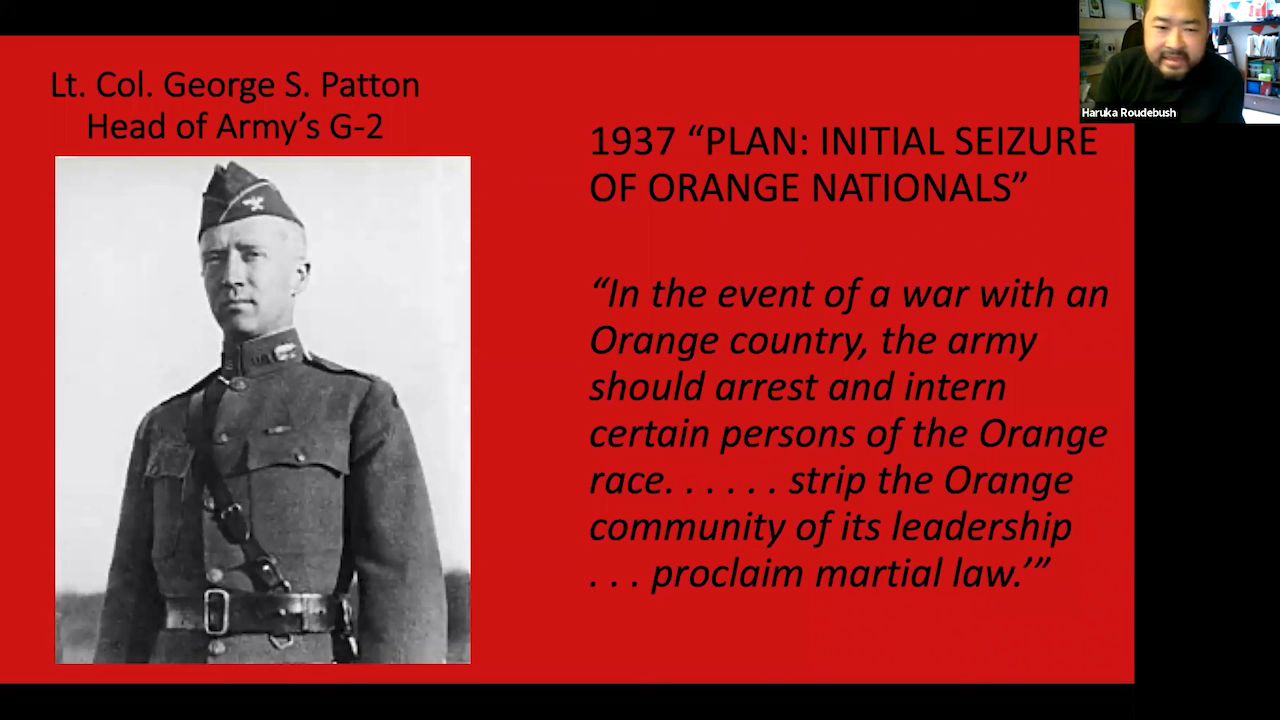 Lt. Col. George S. Patton
Head of Army’s G-2
Haruka Roudebush
1937 “PLAN: INITIAL SEIZURE
OF ORANGE NATIONALS”
“In the event of a war with an
Orange country, the army
should arrest and intern
certain persons of the Orange
race. . . . . . strip the Orange
community of its leadership
. . . proclaim martial law.’”